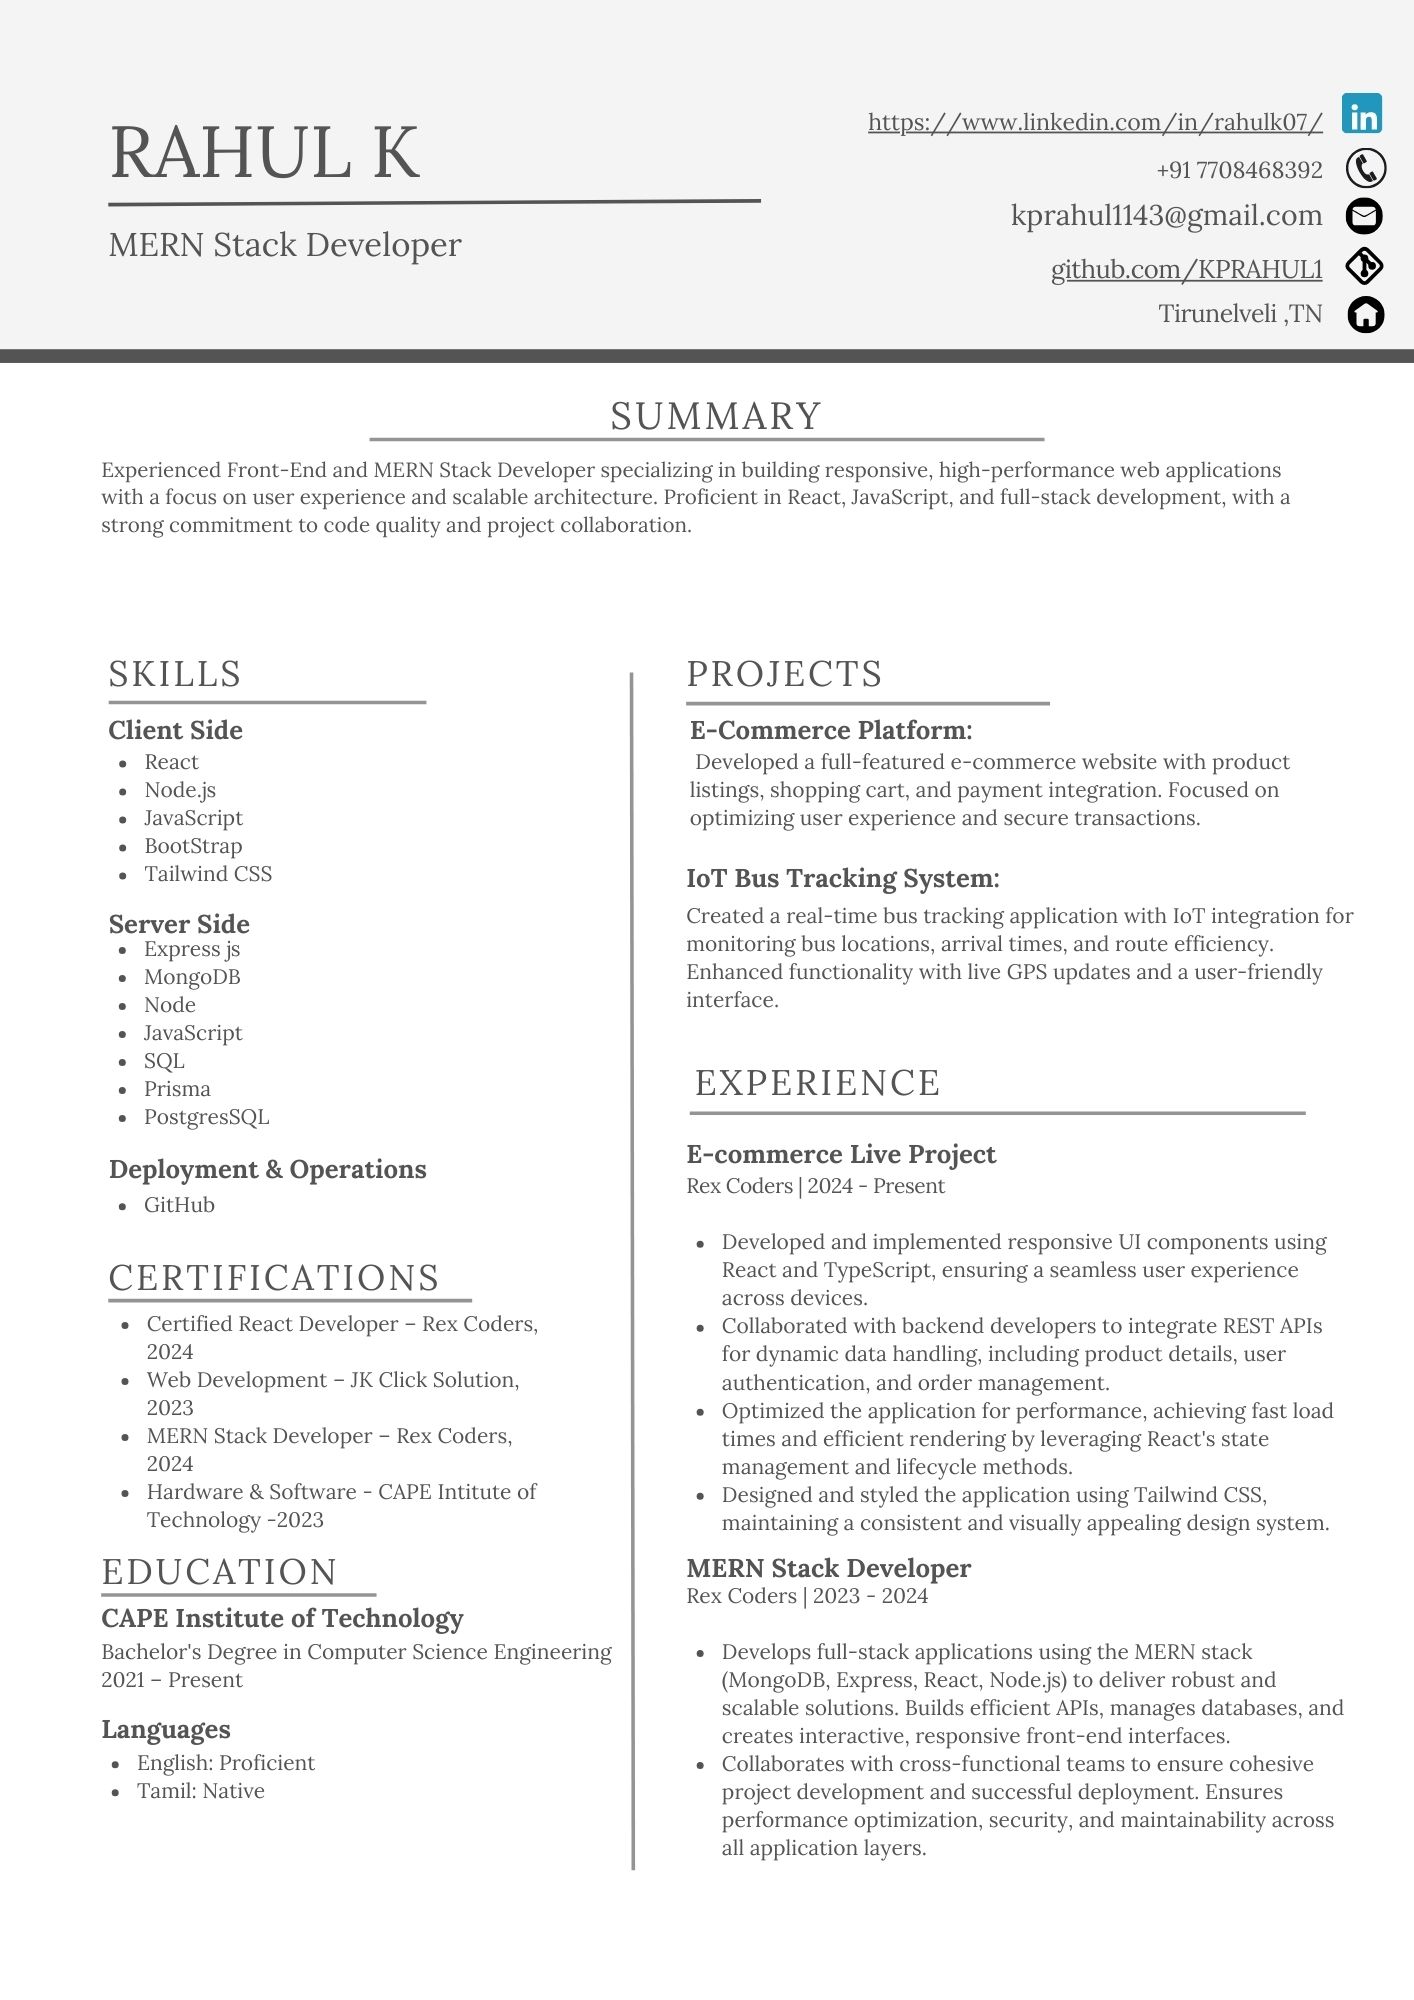 RAHUL K
MERN Stack Developer
https://www.linkedin.com/in/rahulk07/
+91 7708468392
kprahul1143@gmail.com
github.com/KPRAHUL1
Tirunelveli ,TN
SUMMARY
Experienced Front-End and MERN Stack Developer specializing in building responsive, high-performance web applications
with a focus on user experience and scalable architecture. Proficient in React, JavaScript, and full-stack development, with a
strong commitment to code quality and project collaboration.
SKILLS
Client Side
• React
• Node.js
• JavaScript
• BootStrap
• Tailwind CSS
Server Side
• Express js
• MongoDB
• Node
• JavaScript
• SQL
• Prisma
• PostgresSQL
Deployment & Operations
• GitHub
CERTIFICATIONS
• Certified React Developer – Rex Coders,
2024
• Web Development – JK Click Solution,
2023
• MERN Stack Developer – Rex Coders,
2024
• Hardware & Software - CAPE Intitute of
Technology -2023
EDUCATION
CAPE Institute of Technology
Bachelor's Degree in Computer Science Engineering
2021 – Present
Languages
• English: Proficient
• Tamil: Native
PROJECTS
E-Commerce Platform:
Developed a full-featured e-commerce website with product
listings, shopping cart, and payment integration. Focused on
optimizing user experience and secure transactions.
IoT Bus Tracking System:
Created a real-time bus tracking application with IoT integration for
monitoring bus locations, arrival times, and route efficiency.
Enhanced functionality with live GPS updates and a user-friendly
interface.
EXPERIENCE
E-commerce Live Project
Rex Coders | 2024 - Present
• Developed and implemented responsive UI components using
React and TypeScript, ensuring a seamless user experience
across devices.
• Collaborated with backend developers to integrate REST APIs
for dynamic data handling, including product details, user
authentication, and order management.
• Optimized the application for performance, achieving fast load
times and efficient rendering by leveraging React's state
management and lifecycle methods.
• Designed and styled the application using Tailwind CSS,
maintaining a consistent and visually appealing design system.
MERN Stack Developer
Rex Coders | 2023 - 2024
• Develops full-stack applications using the MERN stack
(MongoDB, Express, React, Node.js) to deliver robust and
scalable solutions. Builds efficient APIs, manages databases, and
creates interactive, responsive front-end interfaces.
• Collaborates with cross-functional teams to ensure cohesive
project development and successful deployment. Ensures
performance optimization, security, and maintainability across
all application layers.